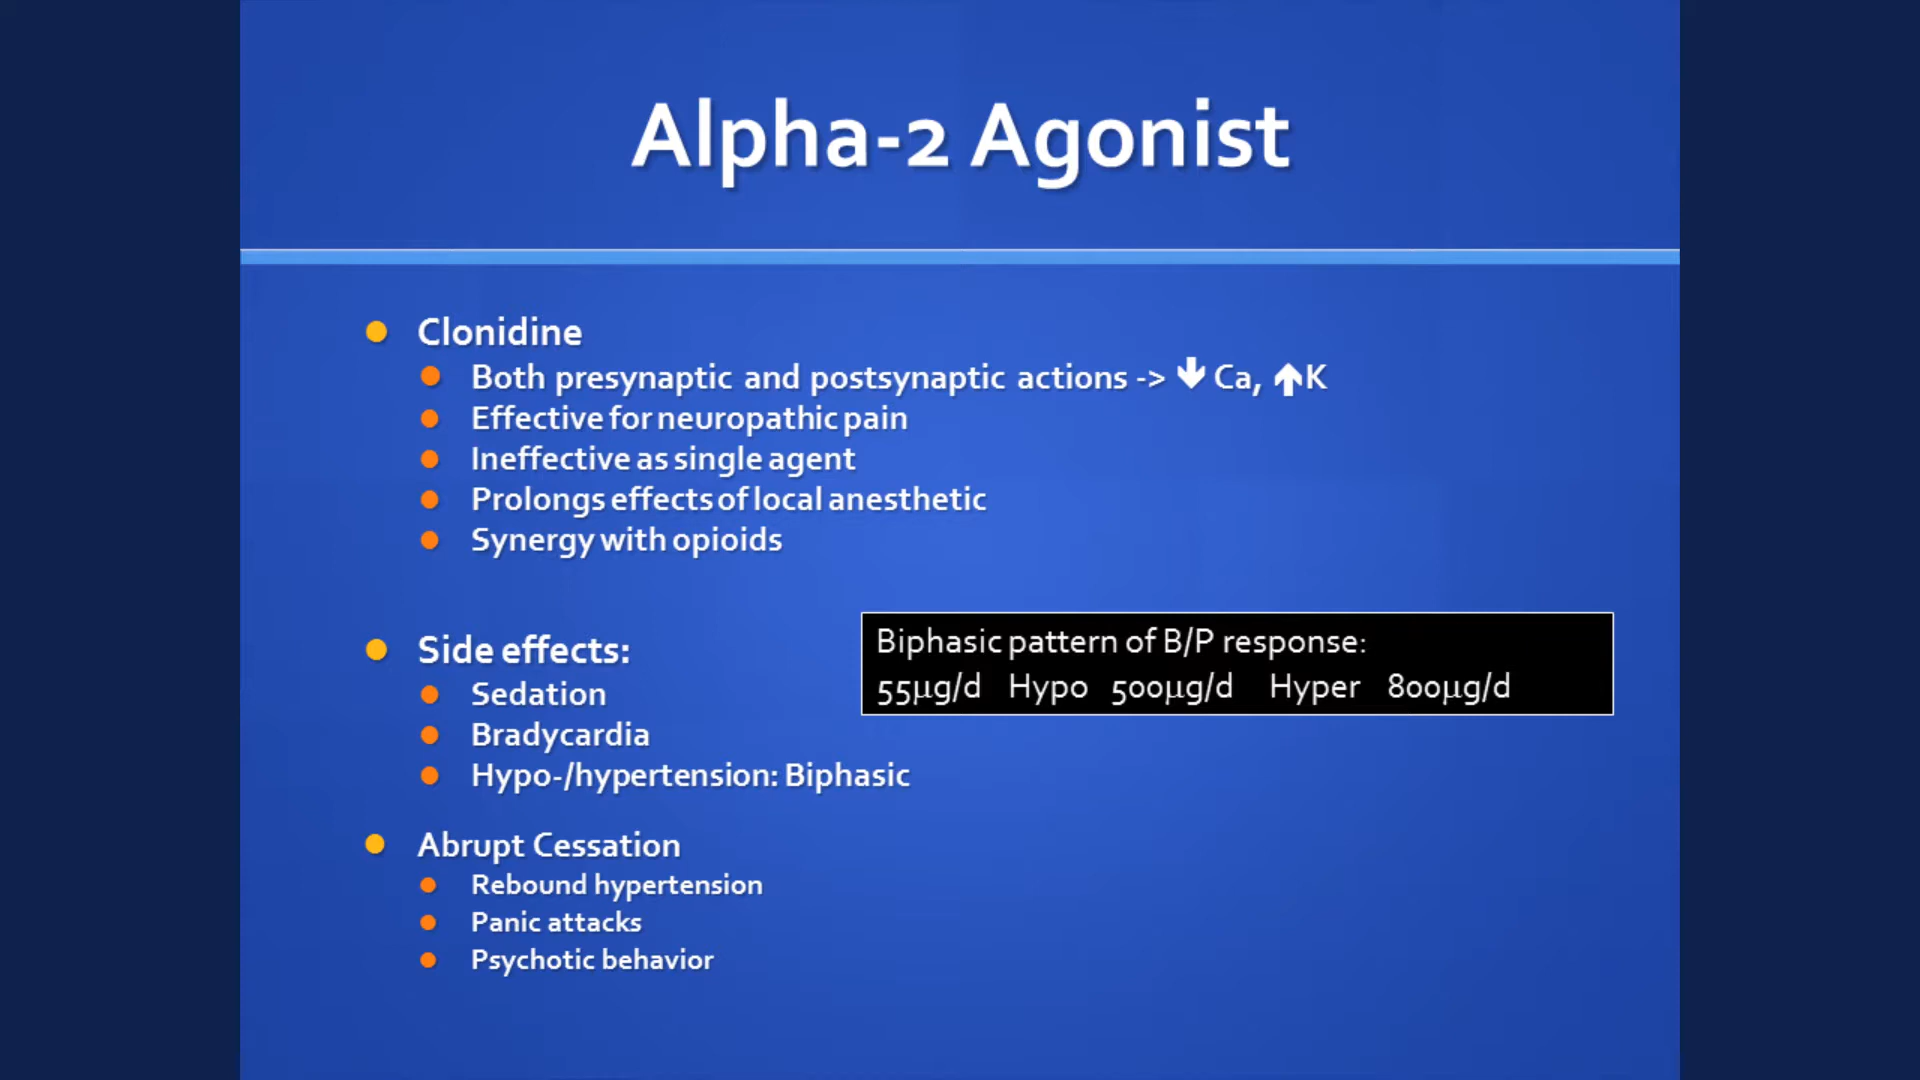 Alpha-2 Agonist
Clonidine
Both presynaptic and postsynaptic actions -> 🡇 Ca, 🡅K
Effective for neuropathic pain
Ineffective as single agent
Prolongs effects of local anesthetic
Synergy with opioids
Side effects:
Sedation
Bradycardia
Hypo-/hypertension: Biphasic
Biphasic pattern of B/P response:
55µg/d Hypo 500µg/d Hyper 800µg/d
Abrupt Cessation
Rebound hypertension
Panic attacks
Psychotic behavior